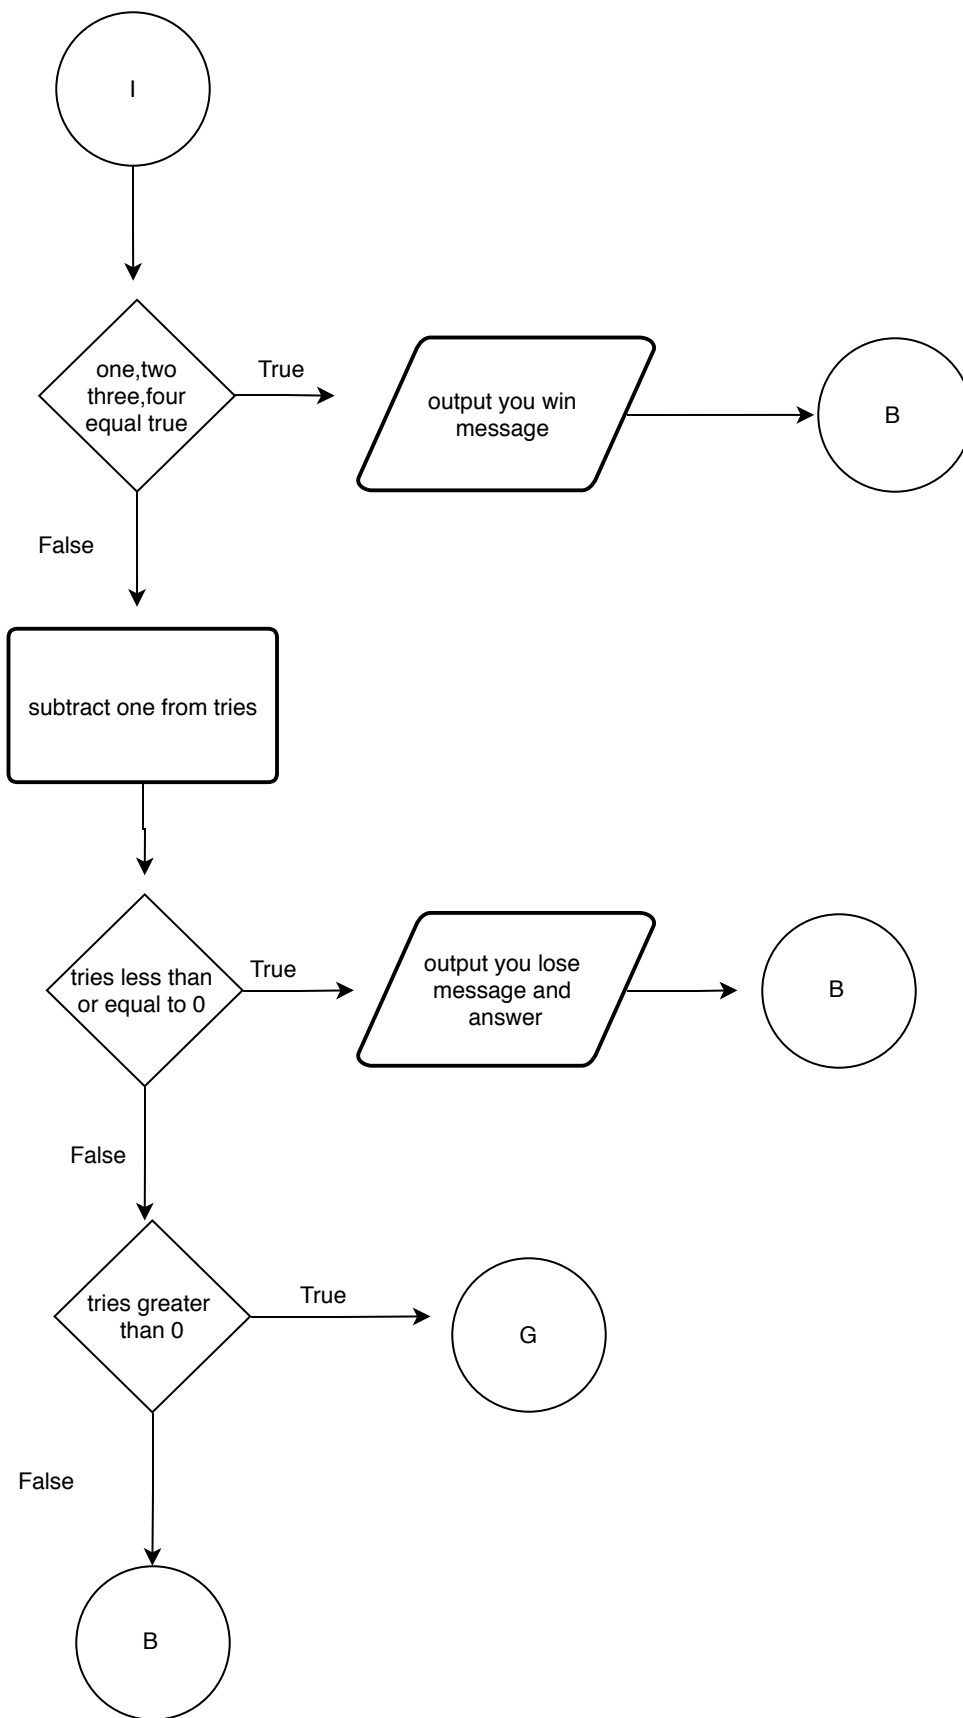 I
one,two
three,four
equal true
True
output you win
message
B
False
subtract one from tries
tries less than
or equal to 0
True
output you lose
message and
answer
B
False
tries greater
than 0
True
G
False
B